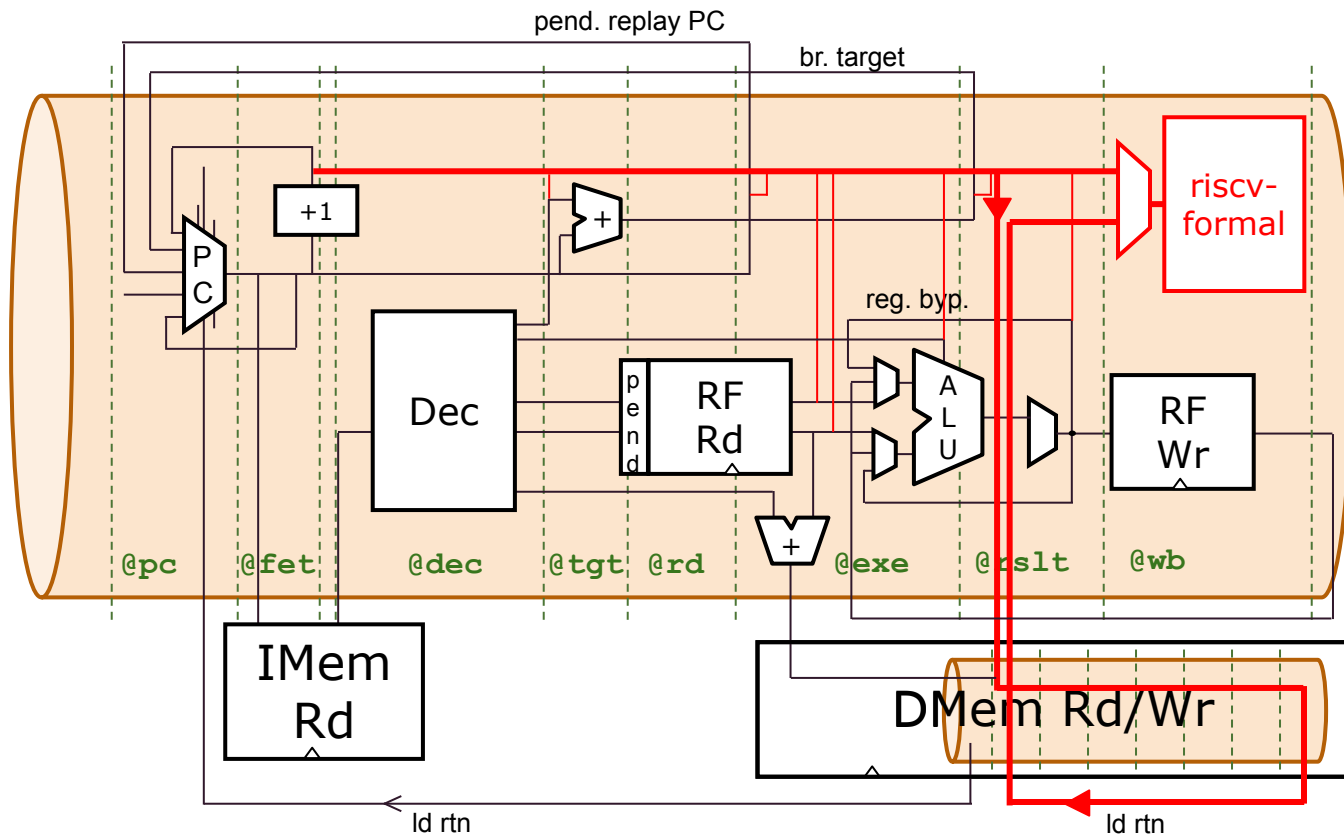 pend. replay PC
br. target
+1
+
riscv-
formal
P
C
reg. byp.
Dec
p
e
n
d
RF
Rd
A
L
U
RF
Wr
+
@pc
@fet
@dec
@tgt
@rd
@exe
@rslt
@wb
IMem
Rd
DMem Rd/Wr
ld rtn
ld rtn